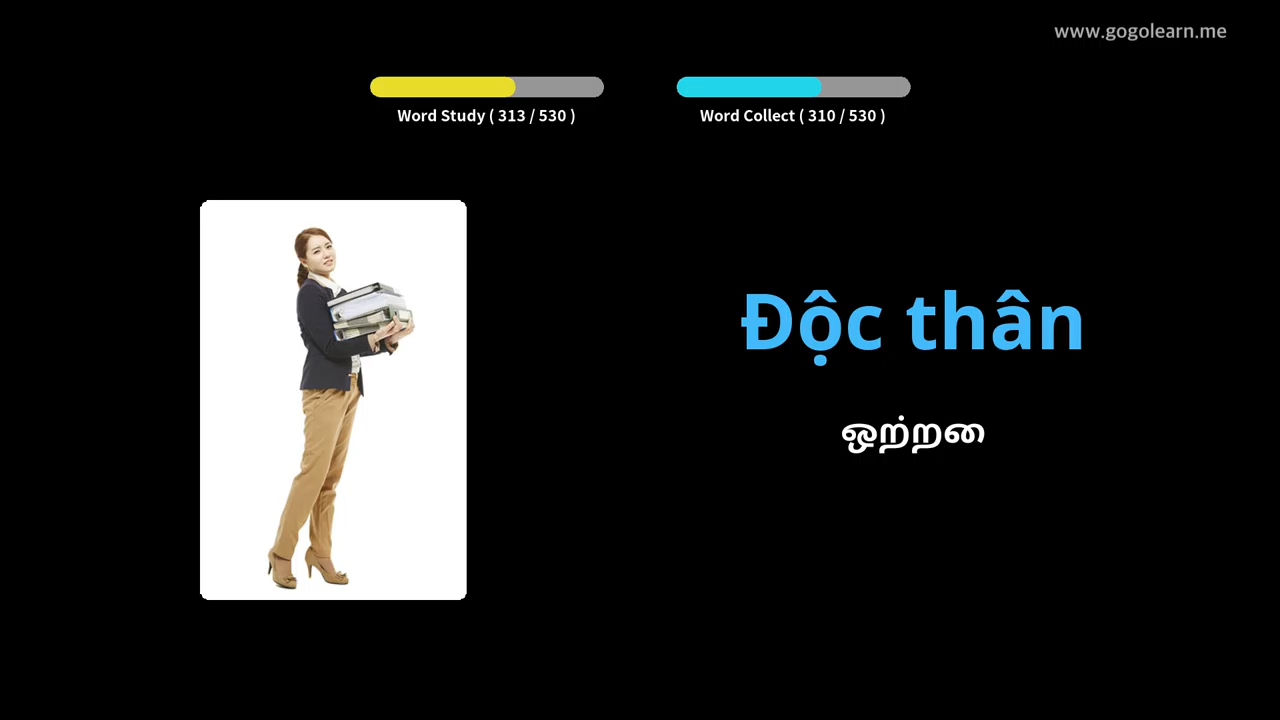 www.gogolearn.me
Word Study ( 313 / 530 )
Word Collect ( 310 / 530 )
Độc thân
ஒற்றை